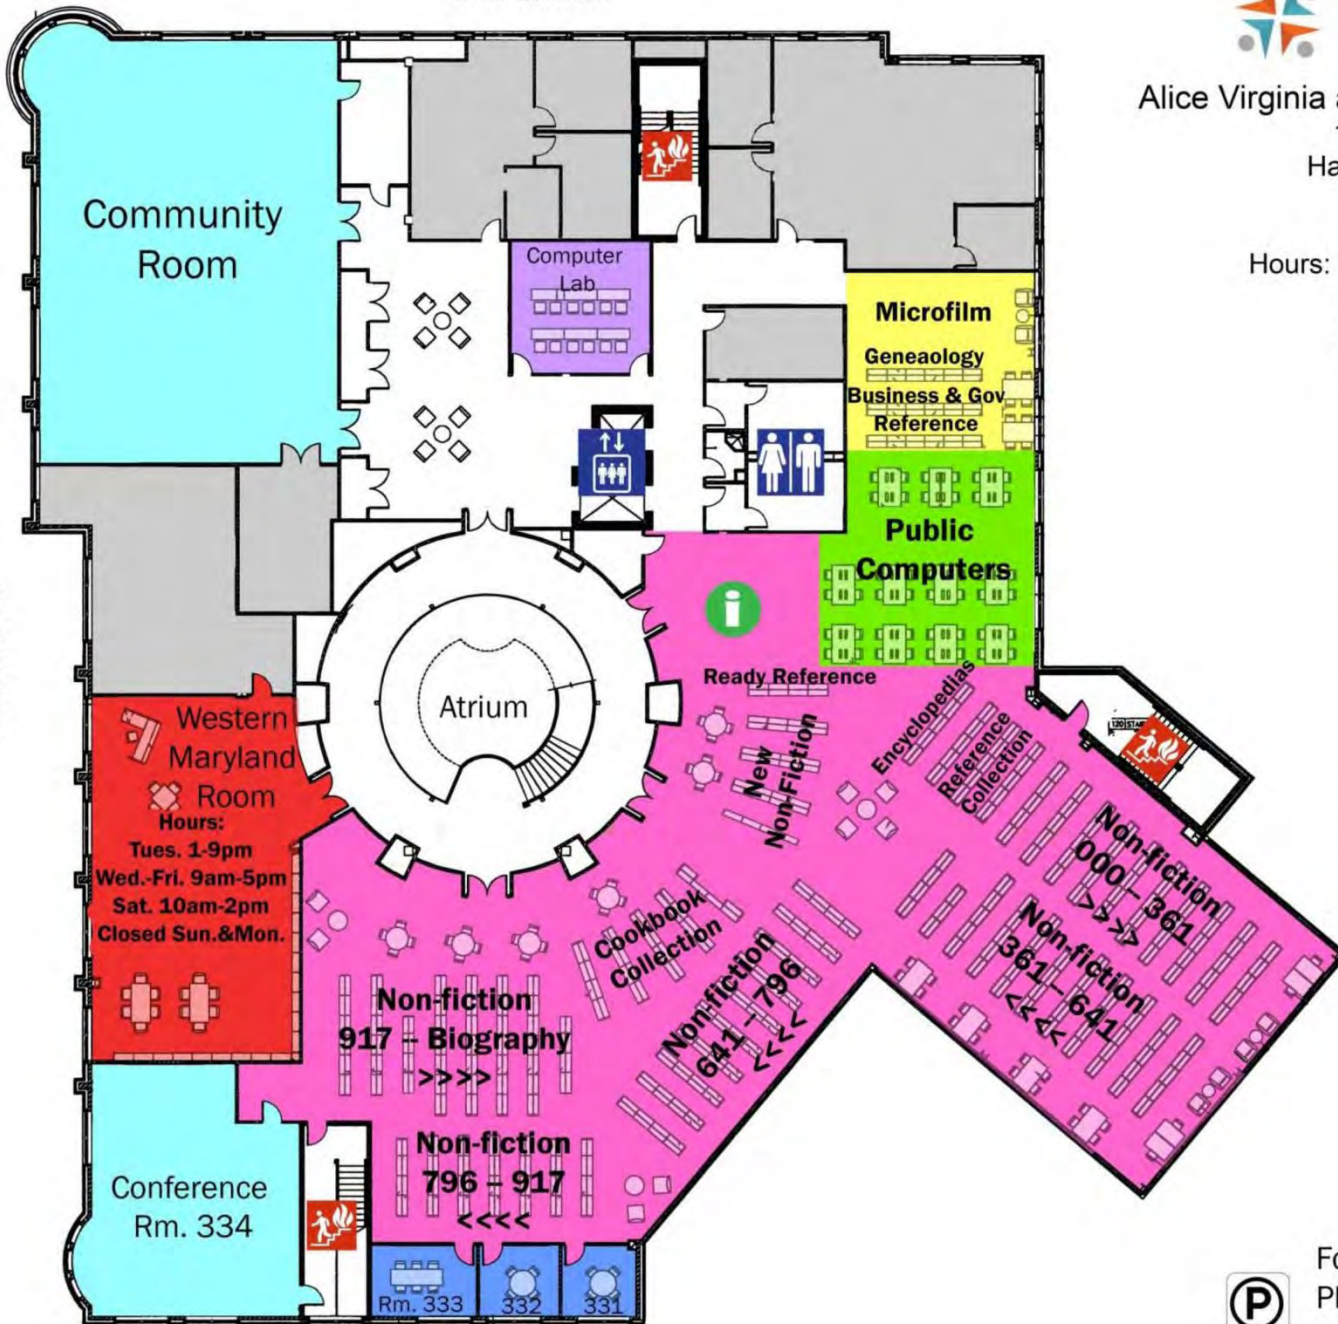 Alice Virginia
Ha
Hours:
Community
Room
Computer
Lab
Microfilm
Geneaology
Business & Gov
Reference
Public
Computers
i
Ready Reference
Encyclopedias
Reference
Collection
New
Non-Fiction
Atrium
Western
Maryland
Room
Hours:
Tues. 1-9pm
Wed.-Fri. 9am-5pm
Sat. 10am-2pm
Closed Sun.&Mon.
Non-fiction
000 – 361
>>>>
Non-fiction
361 – 641
<<<<
Cookbook
Collection
Non-fiction
641 – 796
<<<<
Non-fiction
917 – Biography
>>>>
Non-fiction
796 – 917
<<<<
Conference
Rm. 334
Rm. 333
332
331
P